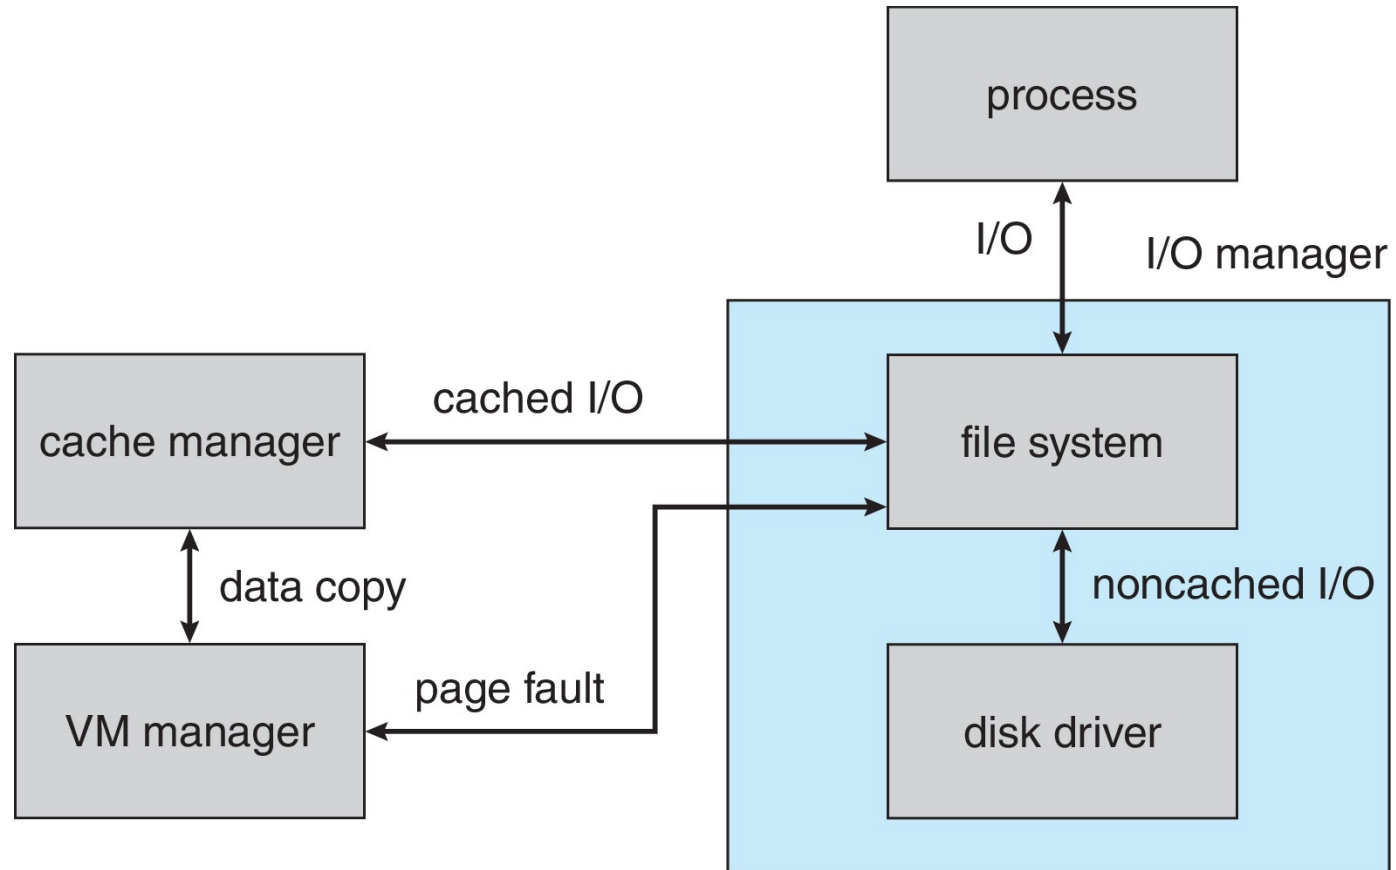 process
I/O
I/O manager
cached I/O
cache manager
file system
data copy
noncached I/O
page fault
VM manager
disk driver